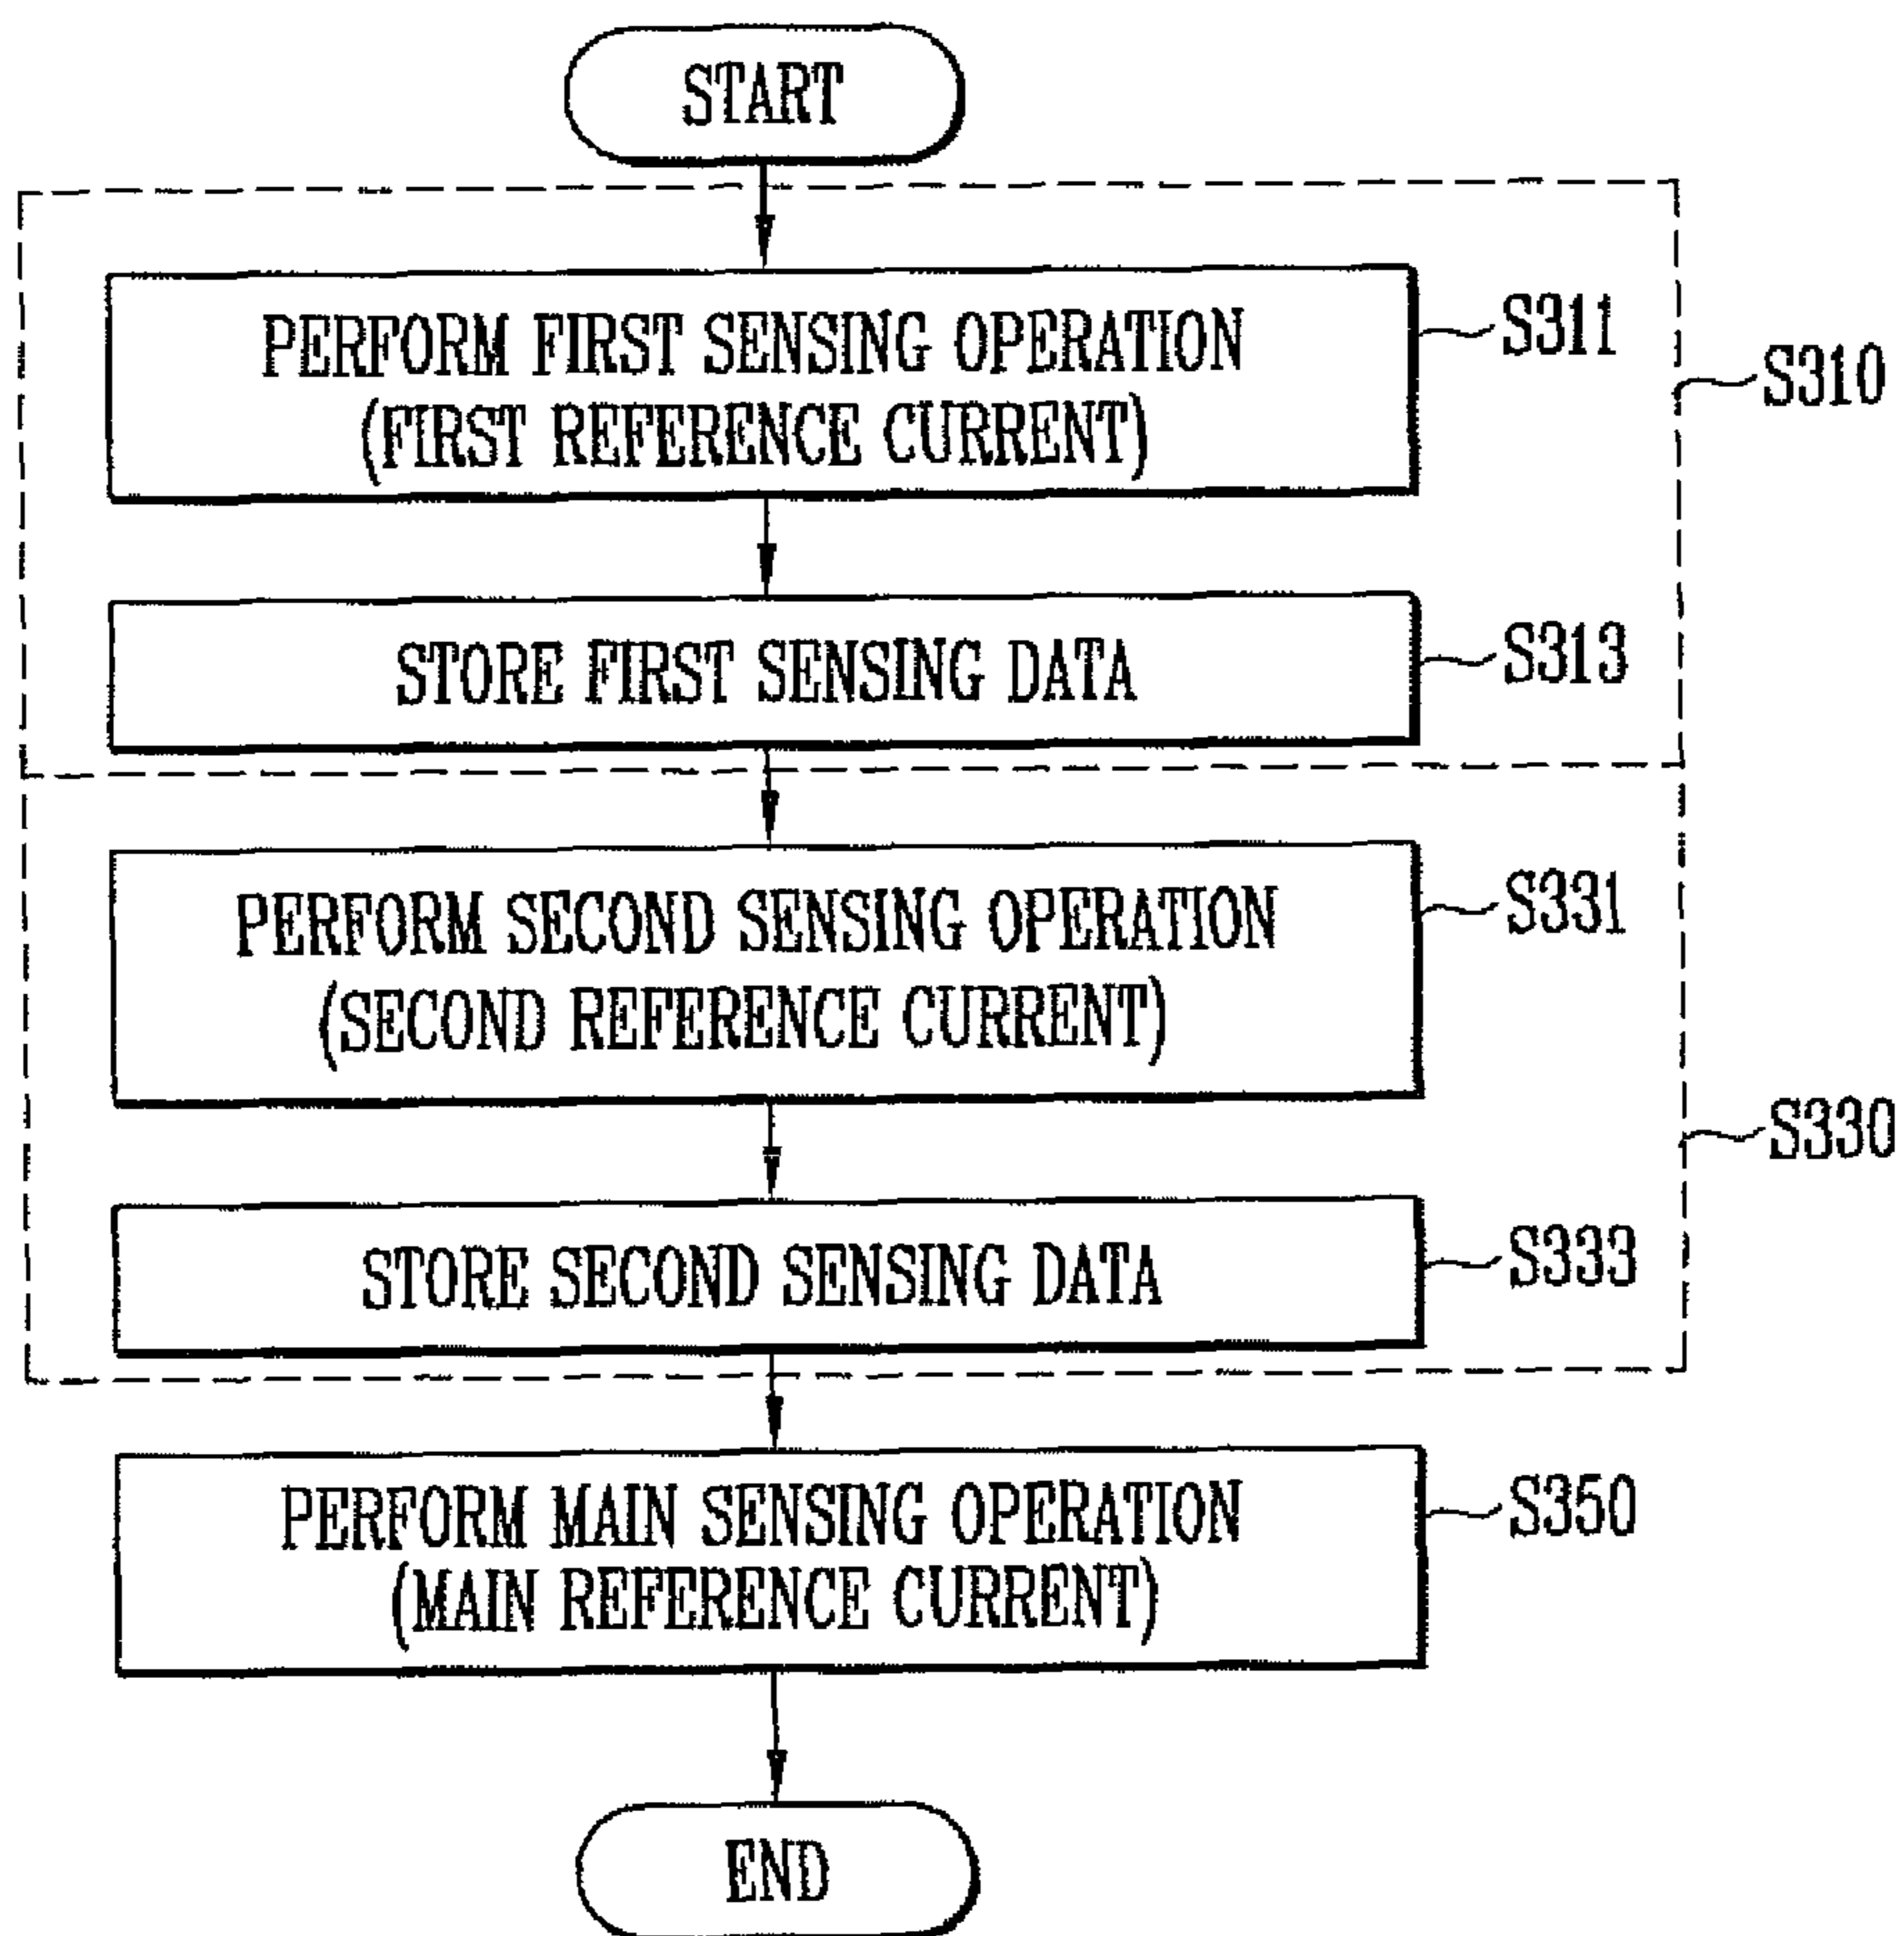 START
PERFORM FIRST SENSING OPERATION
(FIRST REFERENCE CURRENT)
S311
S310
STORE FIRST SENSING DATA
S313
PERFORM SECOND SENSING OPERATION
(SECOND REFERENCE CURRENT)
S331
S330
STORE SECOND SENSING DATA
S333
PERFORM MAIN SENSING OPERATION
(MAIN REFERENCE CURRENT)
S350
END